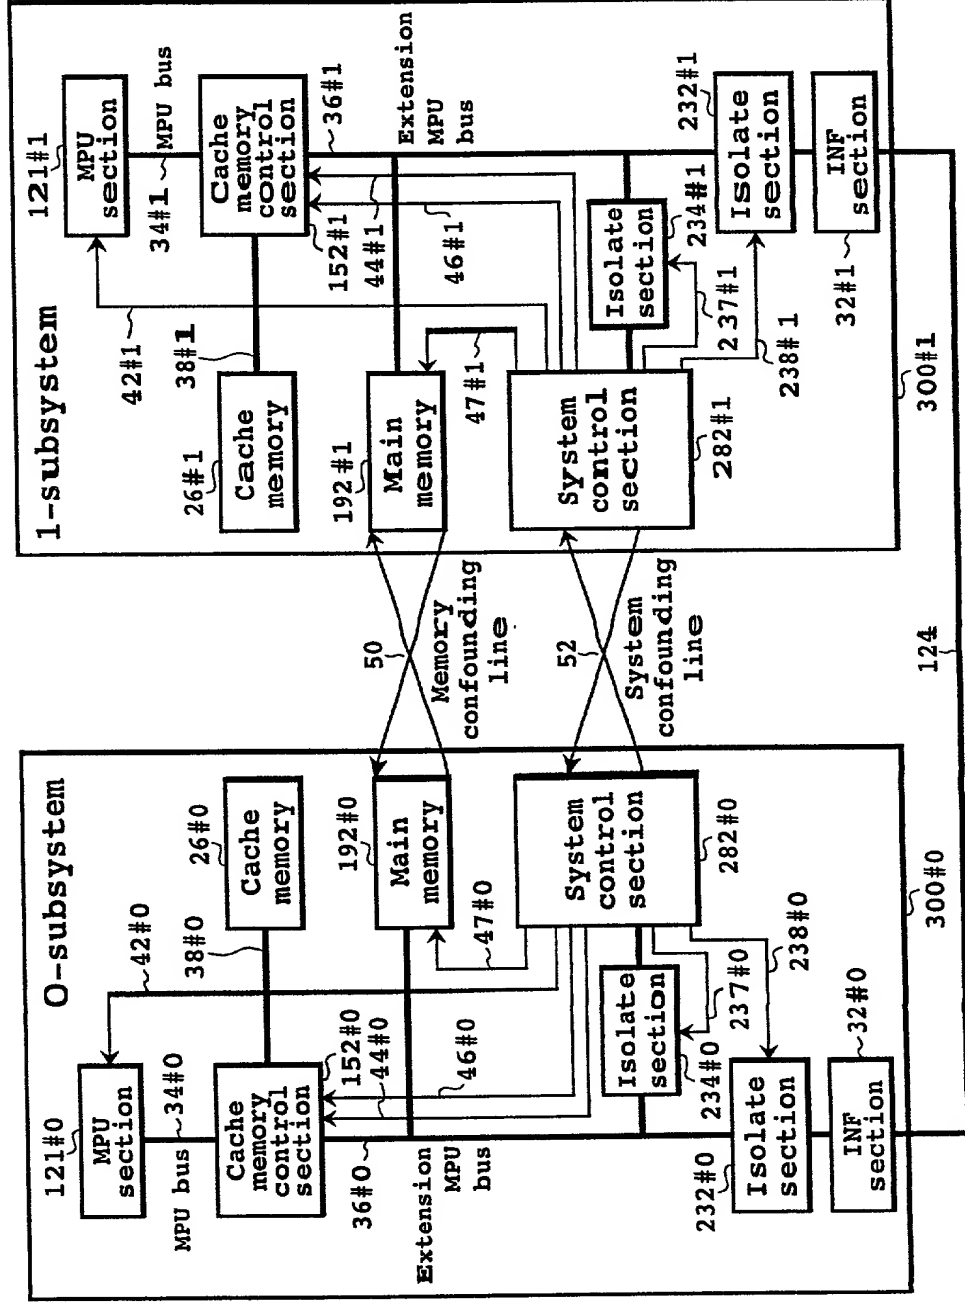 0-subsystem
121#0
MPU
section
42#0
MPU bus
34#0
38#0
26#0
Cache
memory
Cache
memory
control
section
152#0
44#0
192#0
Main
memory
36#0
46#0
47#0
Extension
MPU
bus
System
control
section
282#0
Isolate
section
234#0
237#0
238#0
232#0
Isolate
section
32#0
INF
section
300#0
50
Memory
confounding
line
52
System
confounding
line
124
1-subsystem
42#1
121#1
MPU
section
34#1
MPU bus
26#1
38#1
Cache
memory
Cache
memory
control
section
192#1
152#1
36#1
Main
memory
44#1
47#1
46#1
Extension
MPU
bus
System
control
section
282#1
Isolate
section
234#1
237#1
238#1
232#1
Isolate
section
32#1
INF
section
300#1